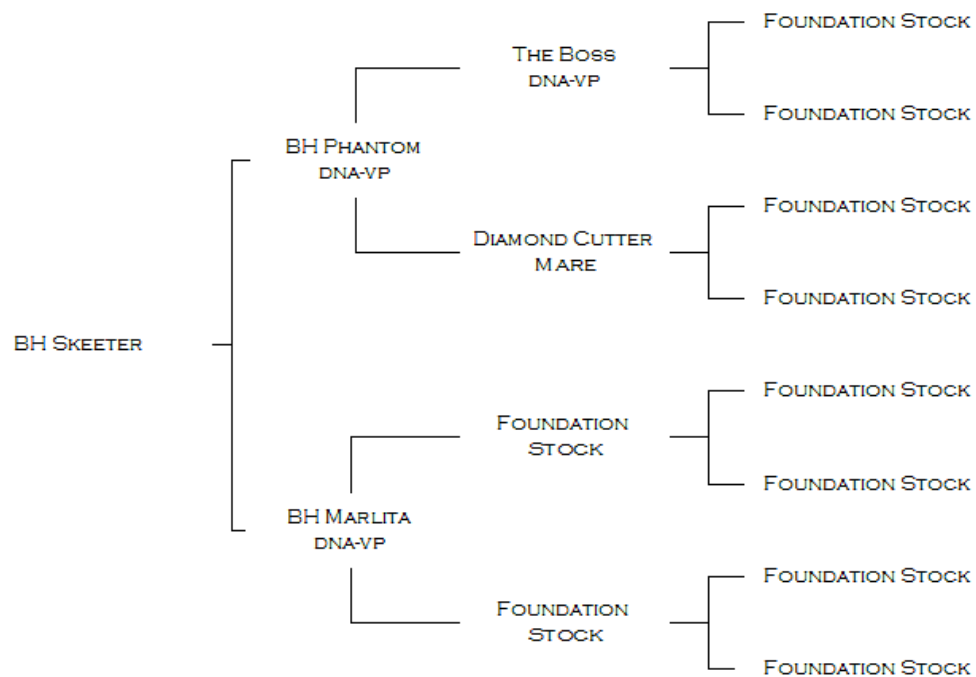 Foundation Stock
The Boss
DNA-VP
Foundation Stock
BH Phantom
DNA-VP
Foundation Stock
Diamond Cutter
Mare
Foundation Stock
BH Skeeter
Foundation Stock
Foundation
Stock
Foundation Stock
BH Marlita
DNA-VP
Foundation Stock
Foundation
Stock
Foundation Stock